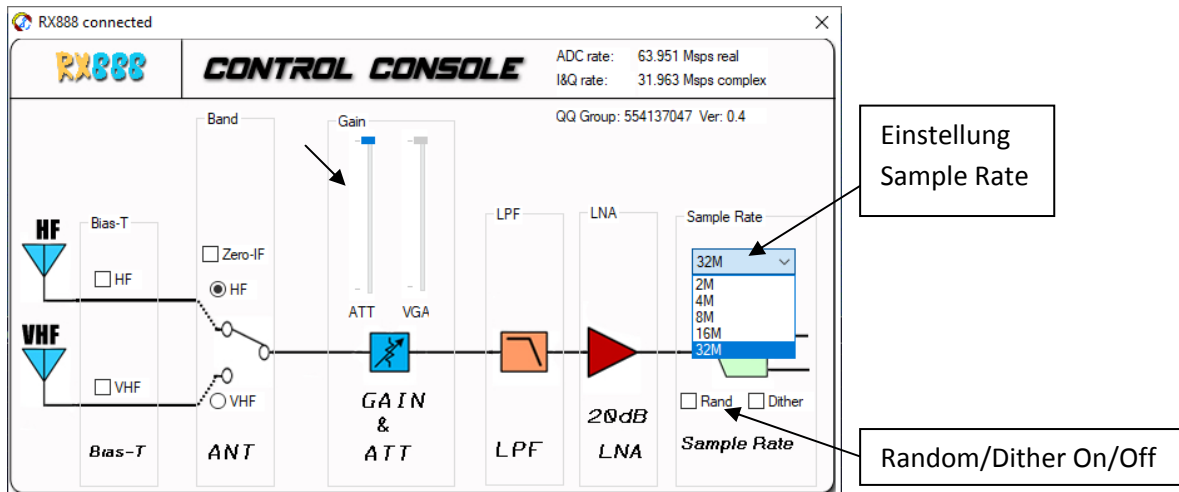 RX888 connected
RX888
CONTROL CONSOLE
ADC rate: 63.951 Msps real
I&Q rate: 31.963 Msps complex
QQ Group: 554137047 Ver: 0.4
Band
Gain
Einstellung
Sample Rate
HF
Bias-T
LPF
LNA
Sample Rate
Zero-IF
HF
HF
32M
2M
4M
8M
16M
32M
ATT VGA
VHF
VHF
VHF
GAIN
&
ATT
20dB
LNA
Rand
Dither
Bias-T
ANT
LPF
Sample Rate
Random/Dither On/Off